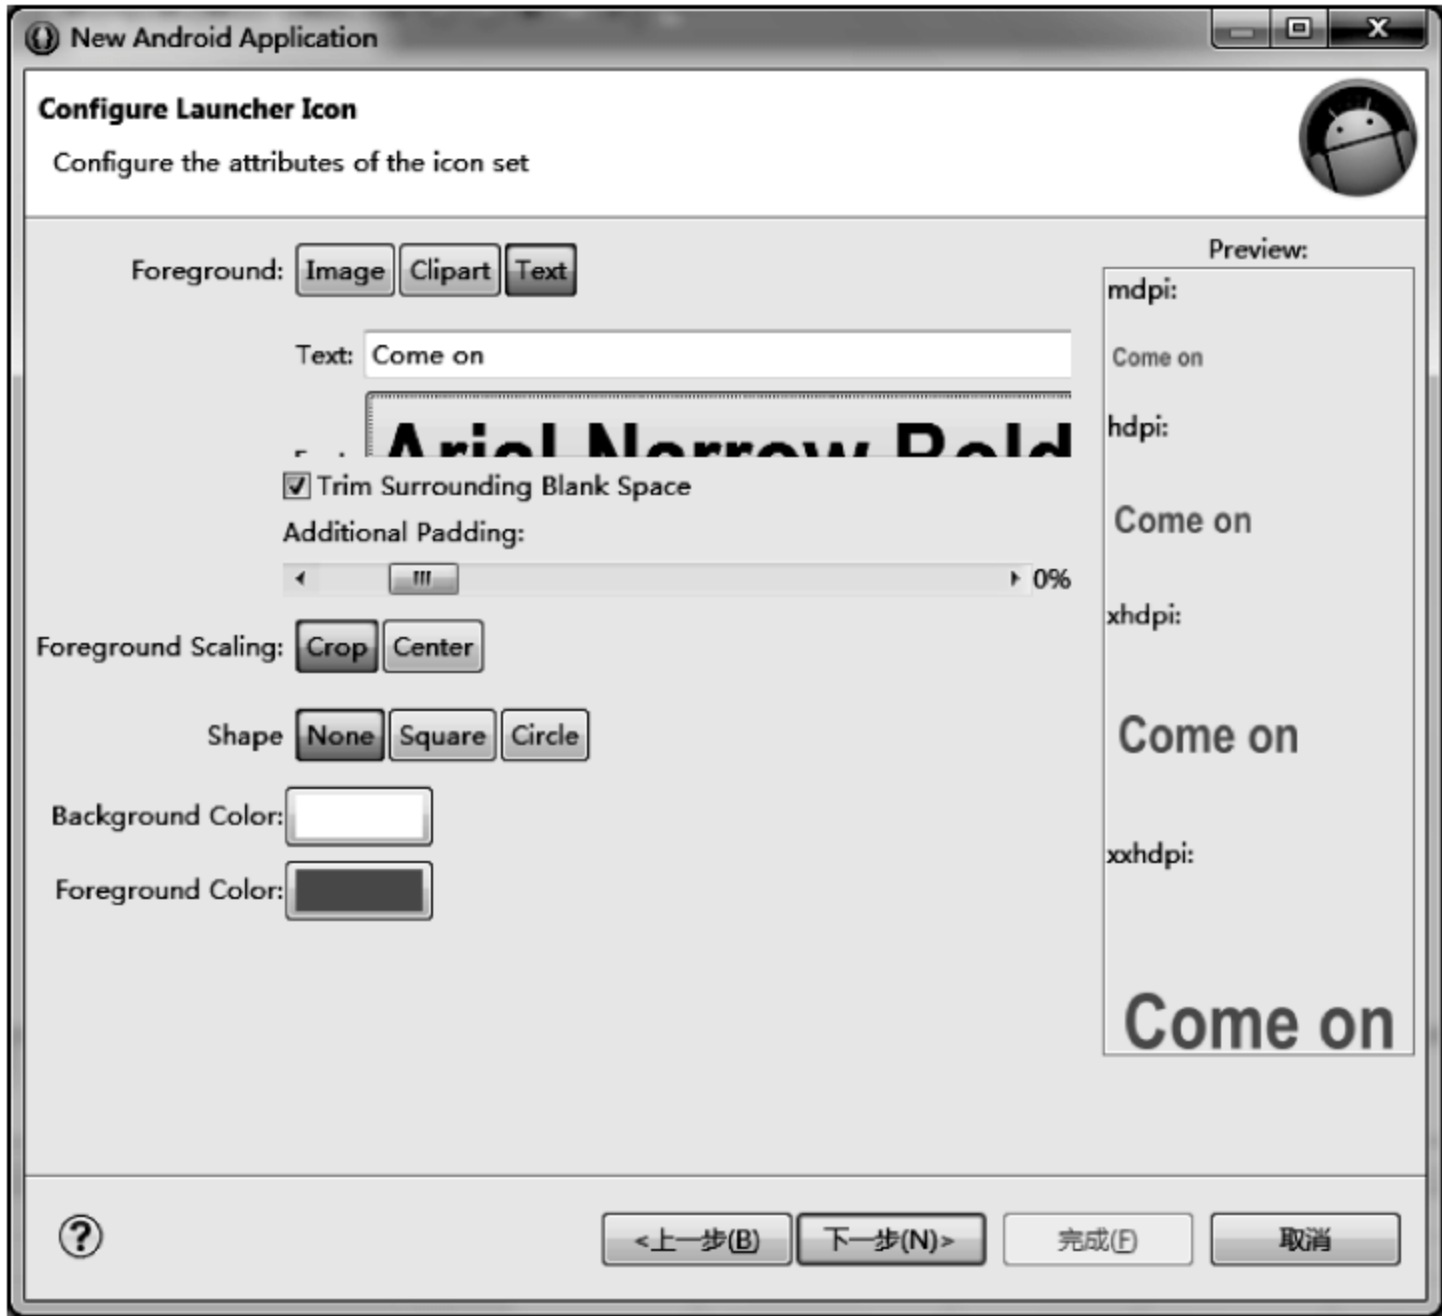 New Android Application
Configure Launcher Icon
Configure the attributes of the icon set
Foreground: Image Clipart Text
Text: Come on
Arial Narrow Bold
Trim Surrounding Blank Space
Additional Padding:
0%
Foreground Scaling: Crop Center
Shape None Square Circle
Background Color:
Foreground Color:
Preview:
mdpi:
Come on
hdpi:
Come on
xhdpi:
Come on
xxhdpi:
Come on
<上一步(B) 下一步(N)> 完成(F) 取消